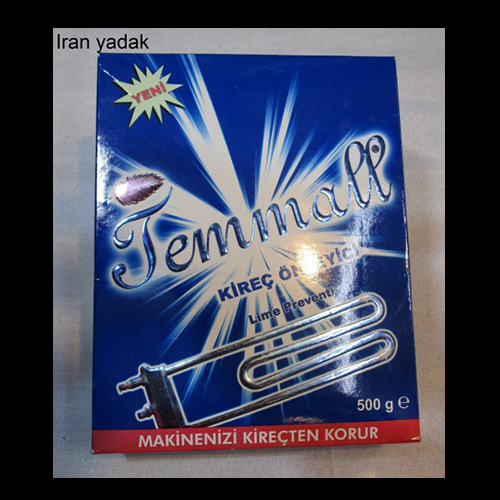 Iran yadak
YENİ
Temmall
KİREÇ ÖNLEYİCİ
Lime Preventi
500 g ℮
MAKİNENİZİ KİREÇTEN KORUR